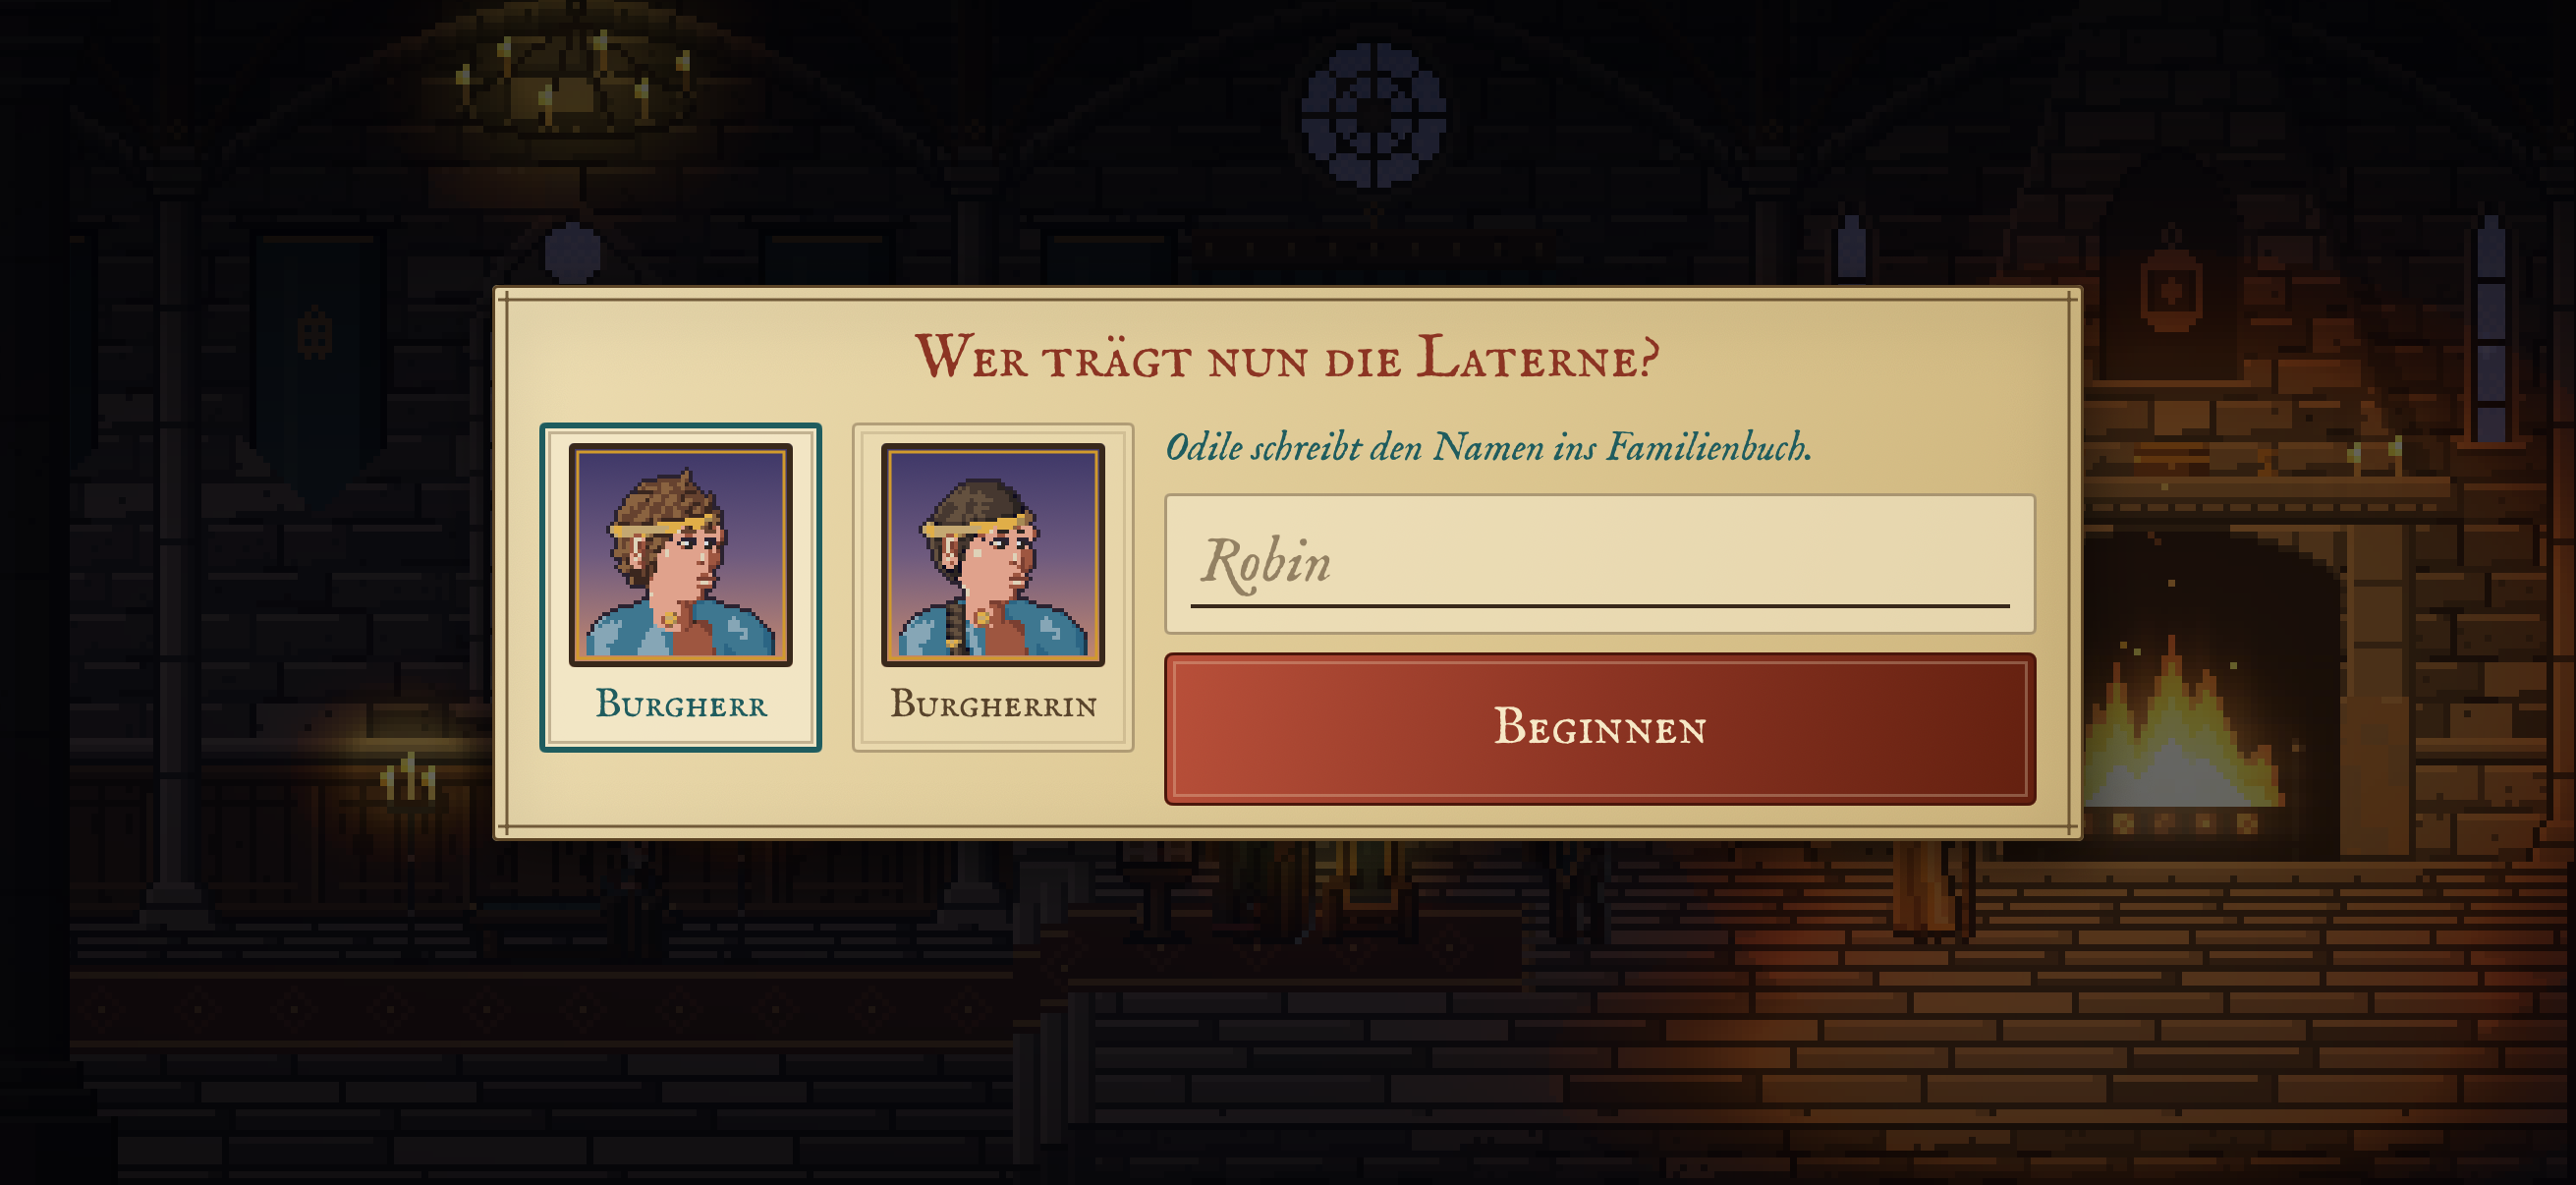 Wer trägt nun die Laterne?
Odile schreibt den Namen ins Familienbuch.
Robin
Burgherr
Burgherrin
Beginnen